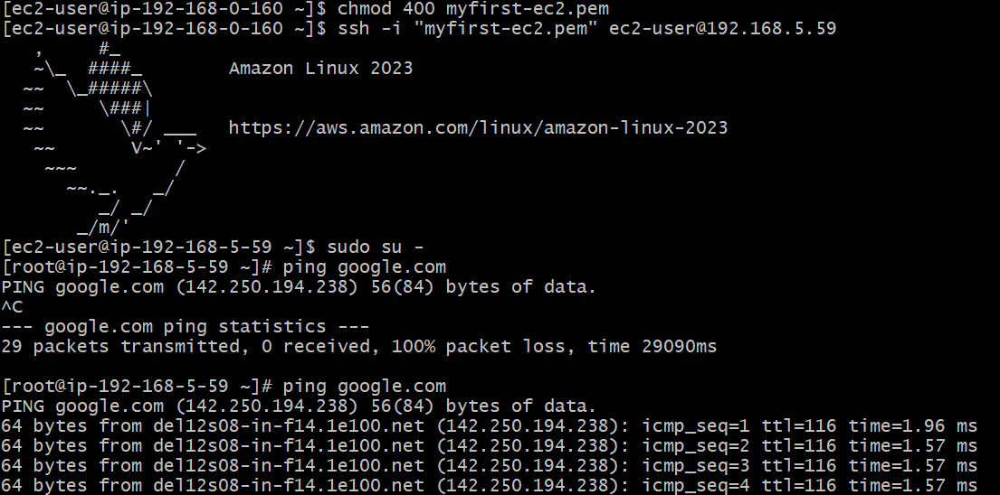 [ec2-user@ip-192-168-0-160 ~]$ chmod 400 myfirst-ec2.pem
[ec2-user@ip-192-168-0-160 ~]$ ssh -i "myfirst-ec2.pem" ec2-user@192.168.5.59
   ,     #_
   ~\_  ####_        Amazon Linux 2023
  ~~  \_#####\
  ~~     \###|
  ~~       \#/ ___   https://aws.amazon.com/linux/amazon-linux-2023
   ~~       V~' '->
    ~~~         /
      ~~._.   _/
         _/ _/
       _/m/'
[ec2-user@ip-192-168-5-59 ~]$ sudo su -
[root@ip-192-168-5-59 ~]# ping google.com
PING google.com (142.250.194.238) 56(84) bytes of data.
^C
--- google.com ping statistics ---
29 packets transmitted, 0 received, 100% packet loss, time 29090ms

[root@ip-192-168-5-59 ~]# ping google.com
PING google.com (142.250.194.238) 56(84) bytes of data.
64 bytes from del12s08-in-f14.1e100.net (142.250.194.238): icmp_seq=1 ttl=116 time=1.96 ms
64 bytes from del12s08-in-f14.1e100.net (142.250.194.238): icmp_seq=2 ttl=116 time=1.57 ms
64 bytes from del12s08-in-f14.1e100.net (142.250.194.238): icmp_seq=3 ttl=116 time=1.57 ms
64 bytes from del12s08-in-f14.1e100.net (142.250.194.238): icmp_seq=4 ttl=116 time=1.57 ms